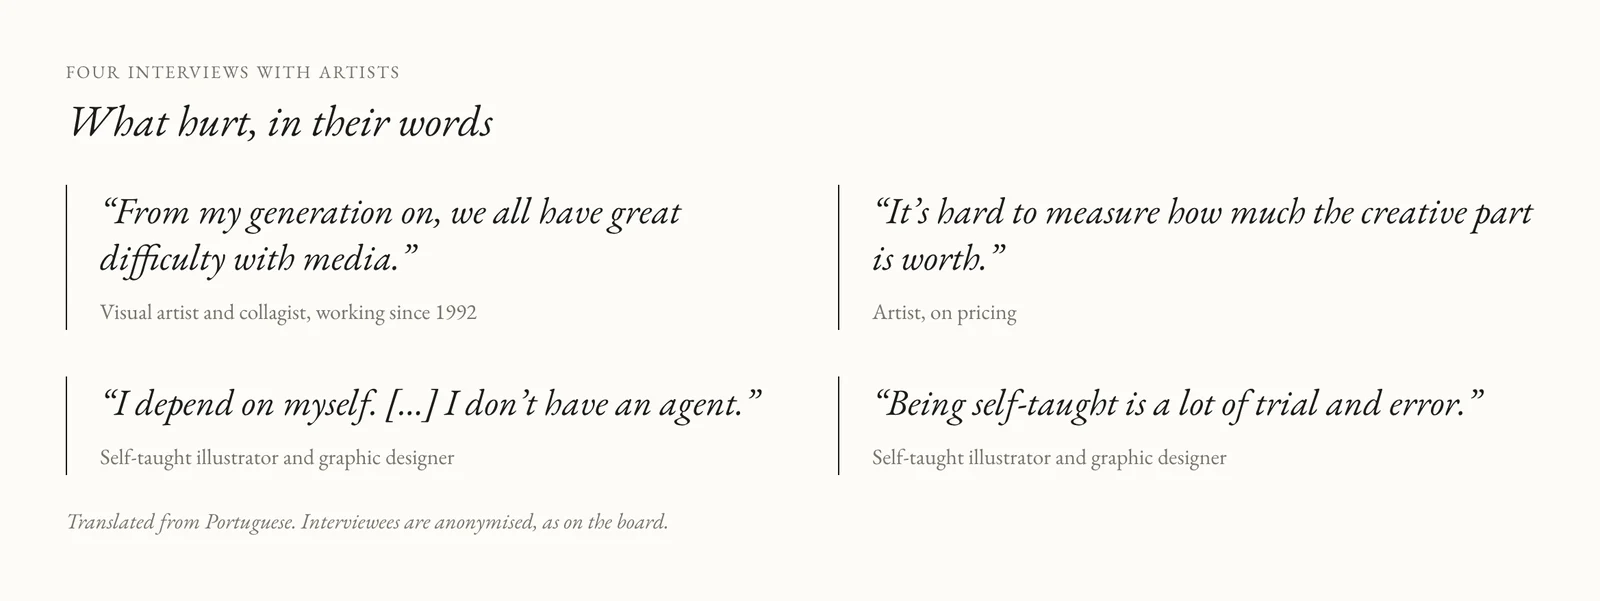 FOUR INTERVIEWS WITH ARTISTS
What hurt, in their words
“From my generation on, we all have great
difficulty with media.”
Visual artist and collagist, working since 1992
“It’s hard to measure how much the creative part
is worth.”
Artist, on pricing
“I depend on myself. [...] I don’t have an agent.”
Self-taught illustrator and graphic designer
“Being self-taught is a lot of trial and error.”
Self-taught illustrator and graphic designer
Translated from Portuguese. Interviewees are anonymised, as on the board.